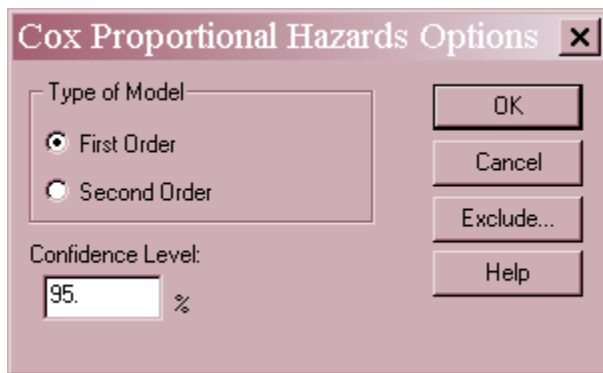 Cox Proportional Hazards Options
Type of Model
First Order
Second Order
Confidence Level:
95. %
OK
Cancel
Exclude...
Help